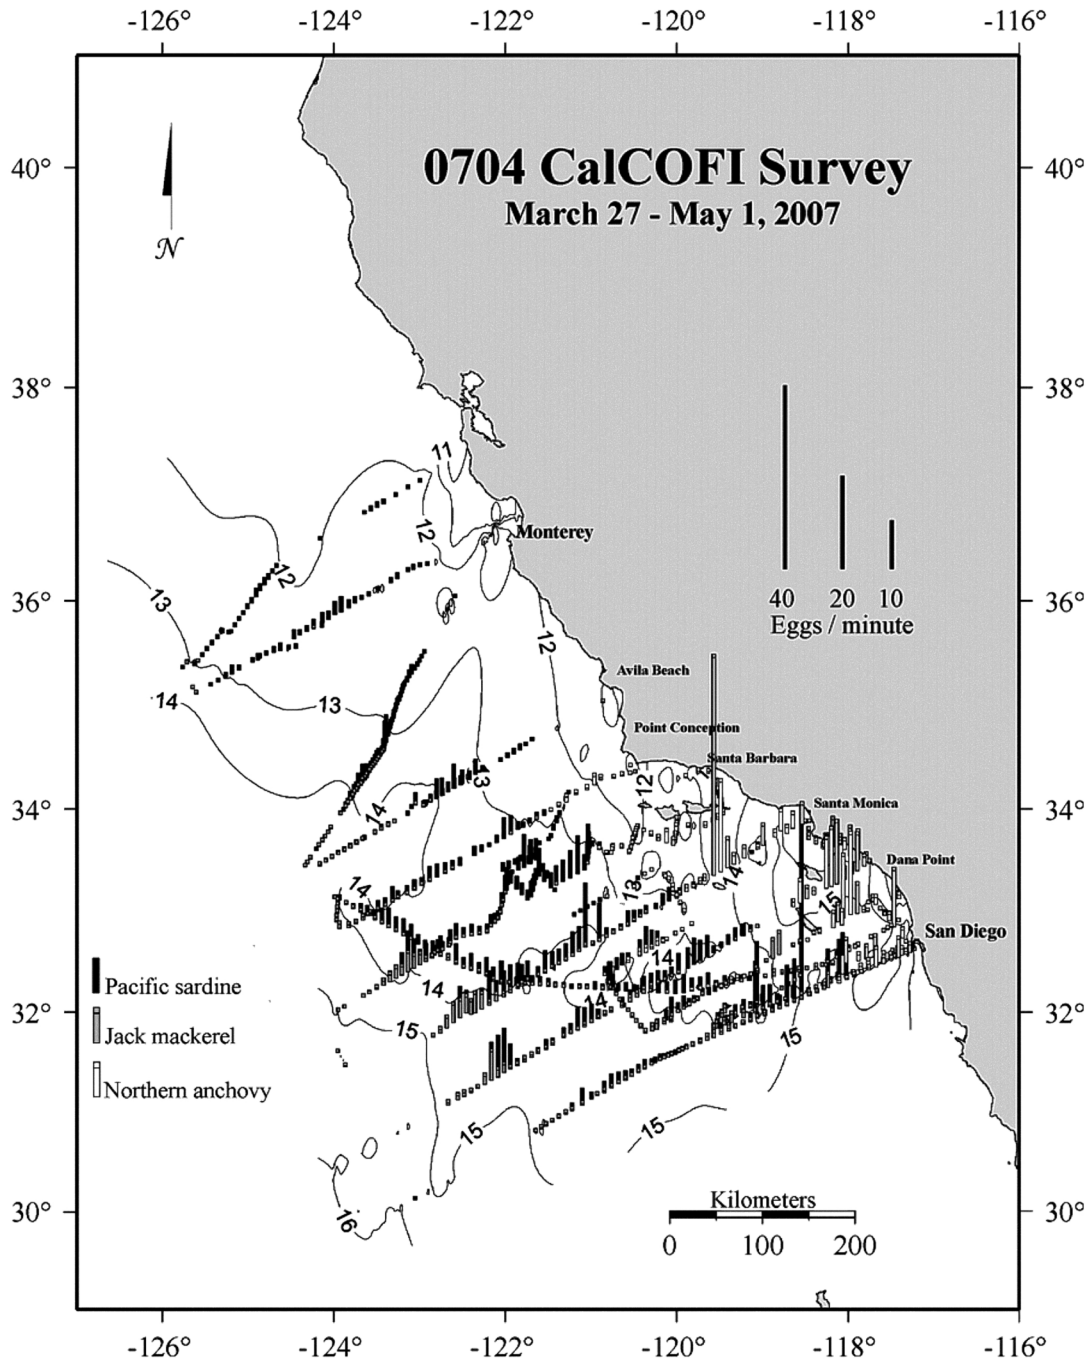 -126° -124° -122° -120° -118° -116°
0704 CalCOFI Survey
March 27 - May 1, 2007
N
40° 40°
38° 38°
40 20 10
Eggs / minute
11
12
Monterey
12
13
36° 36°
12
14
13
Avila Beach
Point Conception
Santa Barbara
13
12
34° 34°
14
Santa Monica
Dana Point
14
13
14
15
San Diego
14
Pacific sardine
14
14
32° 32°
15
15
Jack mackerel
Northern anchovy
15
15
Kilometers
30° 30°
16
0 100 200
-126° -124° -122° -120° -118° -116°